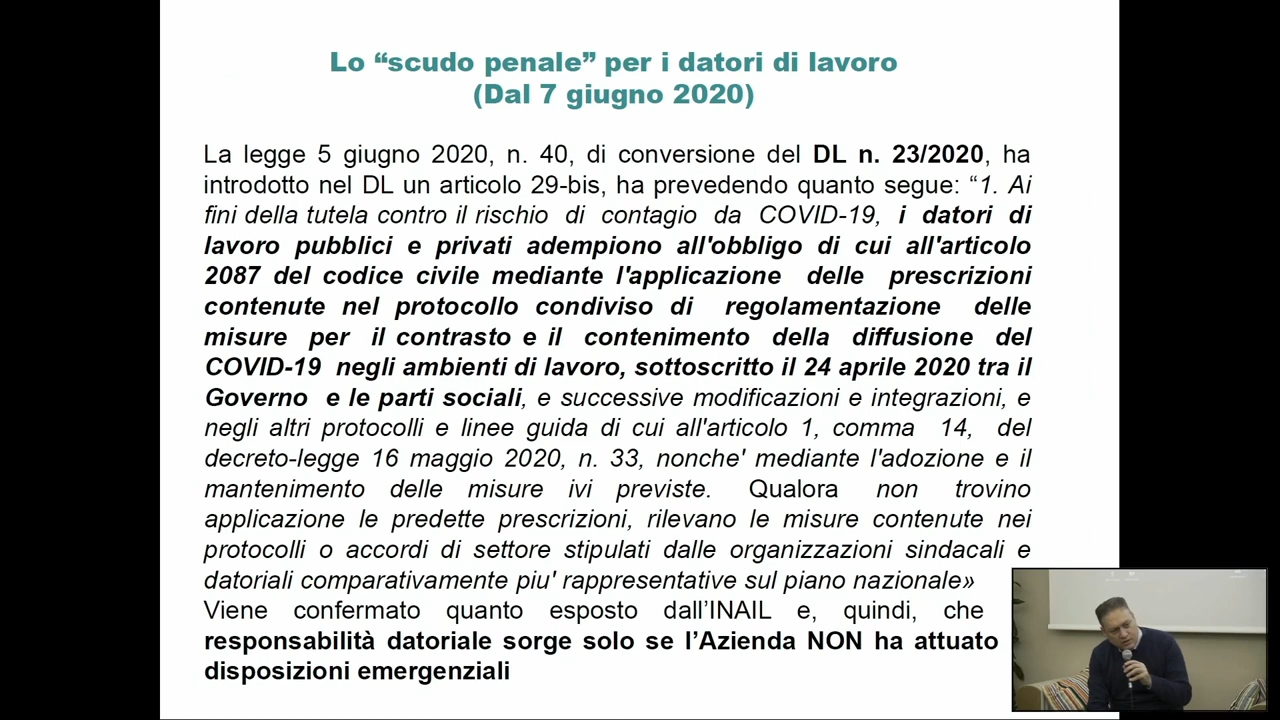 Lo “scudo penale” per i datori di lavoro
(Dal 7 giugno 2020)
La legge 5 giugno 2020, n. 40, di conversione del DL n. 23/2020, ha
introdotto nel DL un articolo 29-bis, ha prevedendo quanto segue: “1. Ai
fini della tutela contro il rischio di contagio da COVID-19, i datori di
lavoro pubblici e privati adempiono all'obbligo di cui all'articolo
2087 del codice civile mediante l'applicazione delle prescrizioni
contenute nel protocollo condiviso di regolamentazione delle
misure per il contrasto e il contenimento della diffusione del
COVID-19 negli ambienti di lavoro, sottoscritto il 24 aprile 2020 tra il
Governo e le parti sociali, e successive modificazioni e integrazioni, e
negli altri protocolli e linee guida di cui all'articolo 1, comma 14, del
decreto-legge 16 maggio 2020, n. 33, nonche' mediante l'adozione e il
mantenimento delle misure ivi previste. Qualora non trovino
applicazione le predette prescrizioni, rilevano le misure contenute nei
protocolli o accordi di settore stipulati dalle organizzazioni sindacali e
datoriali comparativamente piu' rappresentative sul piano nazionale»
Viene confermato quanto esposto dall’INAIL e, quindi, che
responsabilità datoriale sorge solo se l’Azienda NON ha attuato
disposizioni emergenziali